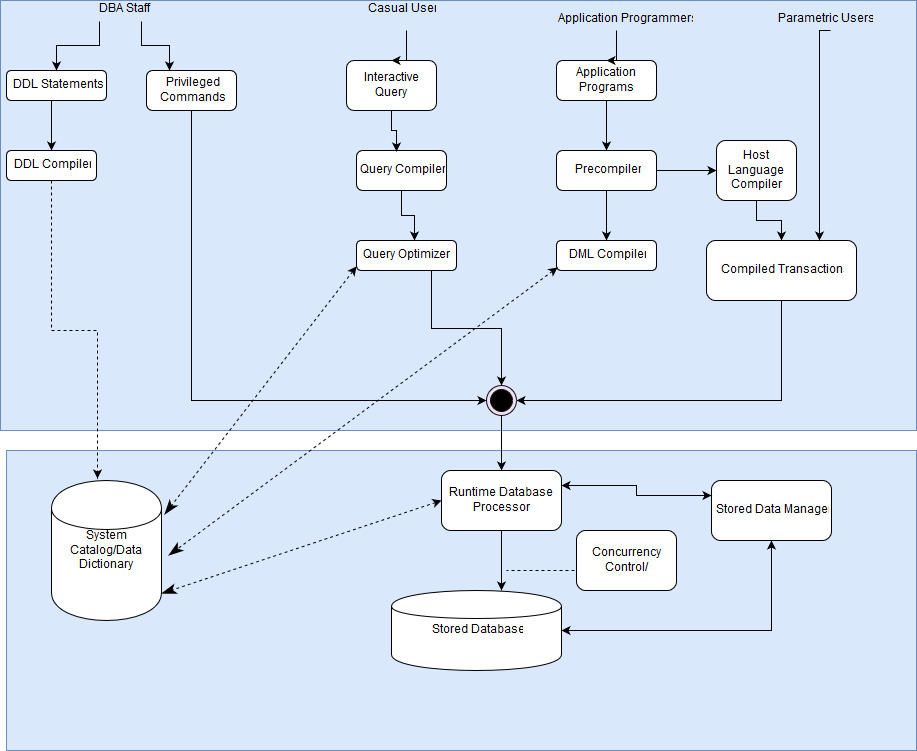 DBA Staff
Casual User
Application Programmers
Parametric Users
DDL Statements
Privileged
Commands
Interactive
Query
Application
Programs
DDL Compiler
Query Compiler
Precompiler
Host
Language
Compiler
Query Optimizer
DML Compiler
Compiled Transaction
Runtime Database
Processor
Stored Data Manage
System
Catalog/Data
Dictionary
Concurrency
Control/
Stored Database